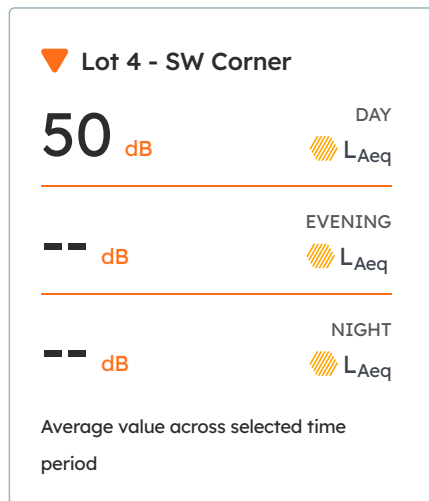 Lot 4 - SW Corner
50 dB
DAY
LAeq
-- dB
EVENING
LAeq
-- dB
NIGHT
LAeq
Average value across selected time
period